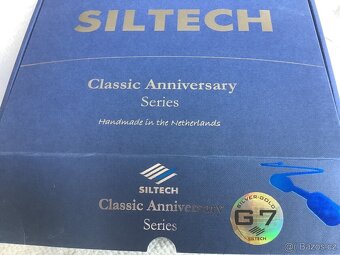 SILTECH
Classic Anniversary
Series
Handmade in the Netherlands
SILTECH
Classic Anniversary
Series
SILVER-GOLD
G7
SILTECH
© Bazos.cz